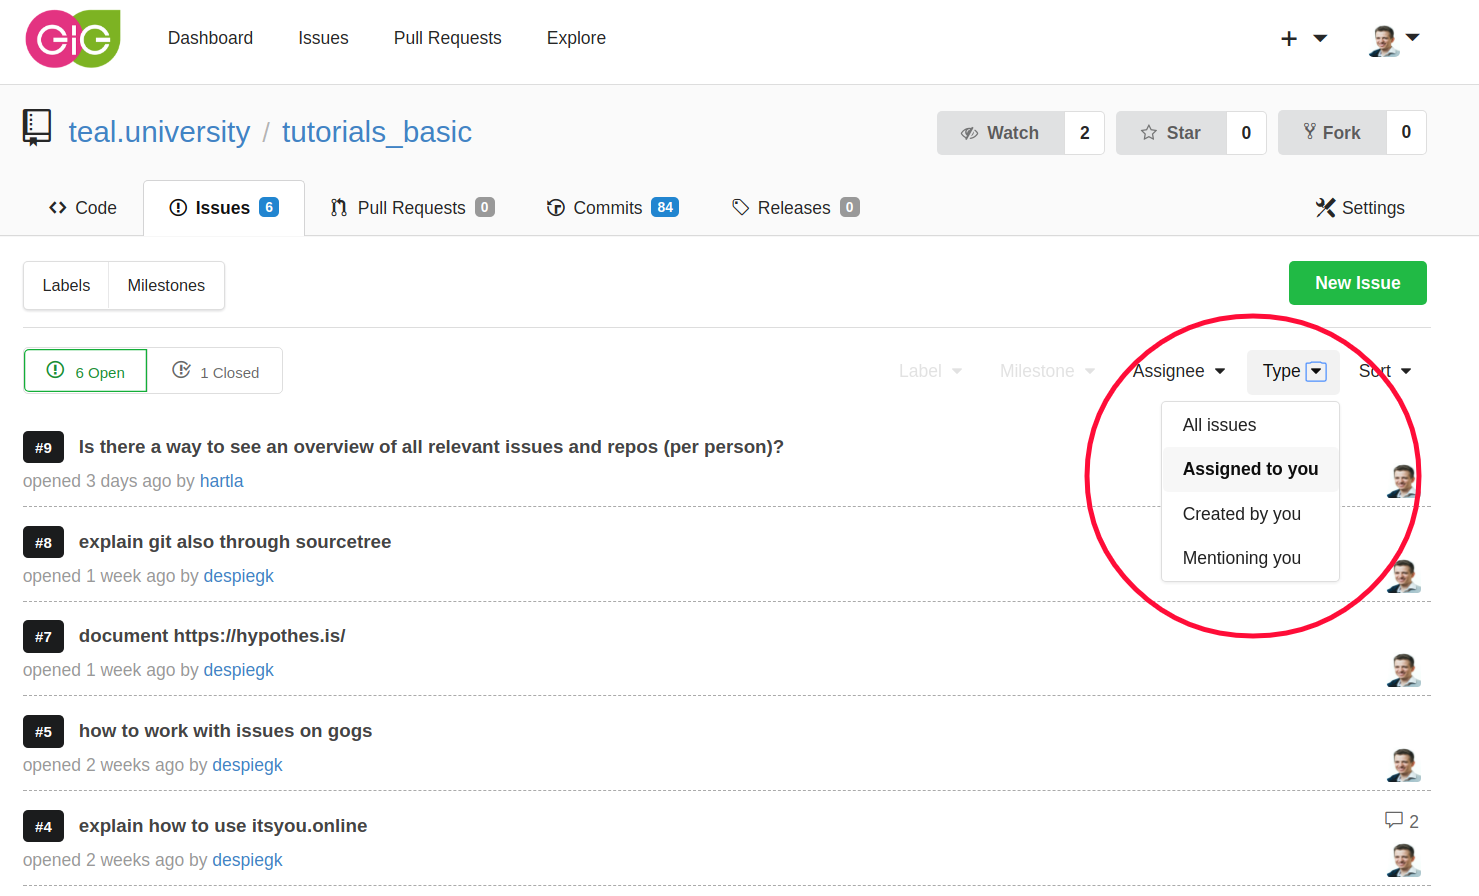 GiG
Dashboard Issues Pull Requests Explore
teal.university / tutorials_basic
Watch 2 Star 0 Fork 0
Code Issues 6 Pull Requests 0 Commits 84 Releases 0 Settings
Labels Milestones New Issue
6 Open 1 Closed Label Milestone Assignee Type Sort
All issues
Assigned to you
Created by you
Mentioning you
#9 Is there a way to see an overview of all relevant issues and repos (per person)?
opened 3 days ago by hartla
#8 explain git also through sourcetree
opened 1 week ago by despiegk
#7 document https://hypothes.is/
opened 1 week ago by despiegk
#5 how to work with issues on gogs
opened 2 weeks ago by despiegk
#4 explain how to use itsyou.online 2
opened 2 weeks ago by despiegk